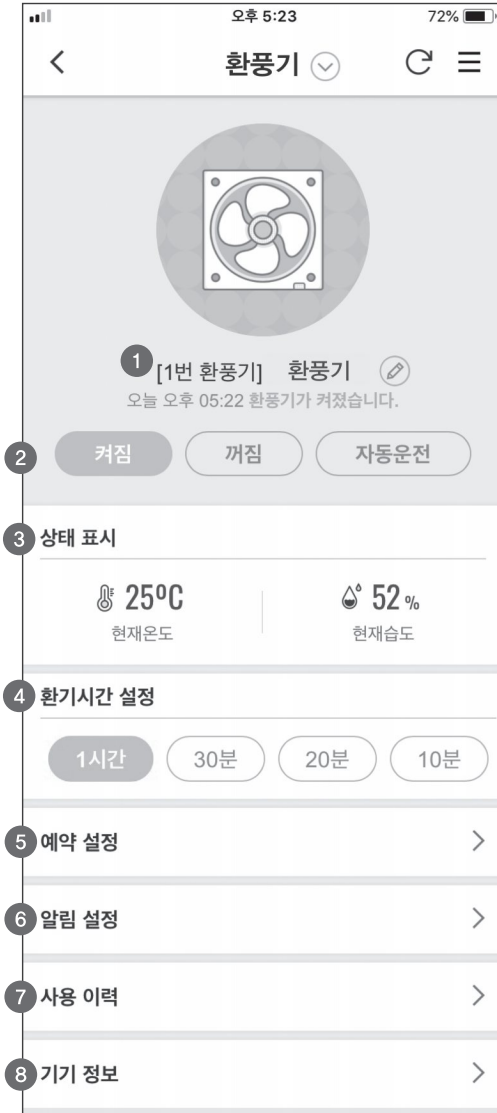 오후 5:23 72%
환풍기
1 [1번 환풍기] 환풍기
오늘 오후 05:22 환풍기가 켜졌습니다.
2 켜짐 꺼짐 자동운전
3 상태 표시
25ºC 52 %
현재온도 현재습도
4 환기시간 설정
1시간 30분 20분 10분
5 예약 설정
6 알림 설정
7 사용 이력
8 기기 정보